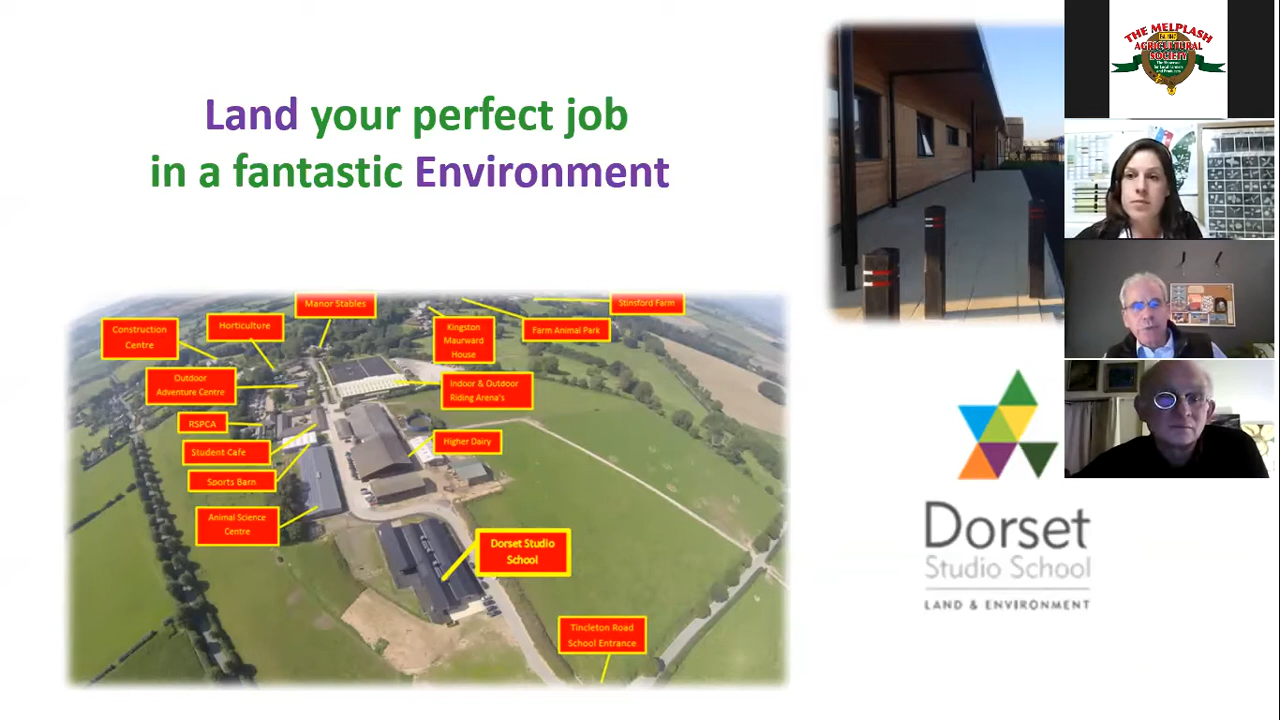 Land your perfect job
in a fantastic Environment
THE MELPLASH
AGRICULTURAL
SOCIETY
Manor Stables
Stinsford Farm
Construction
Centre
Horticulture
Kingston
Maurward
House
Farm Animal Park
Outdoor
Adventure Centre
Indoor & Outdoor
Riding Arena's
RSPCA
Student Cafe
Higher Dairy
Sports Barn
Animal Science
Centre
Dorset Studio
School
Tincleton Road
School Entrance
Dorset
Studio School
LAND & ENVIRONMENT